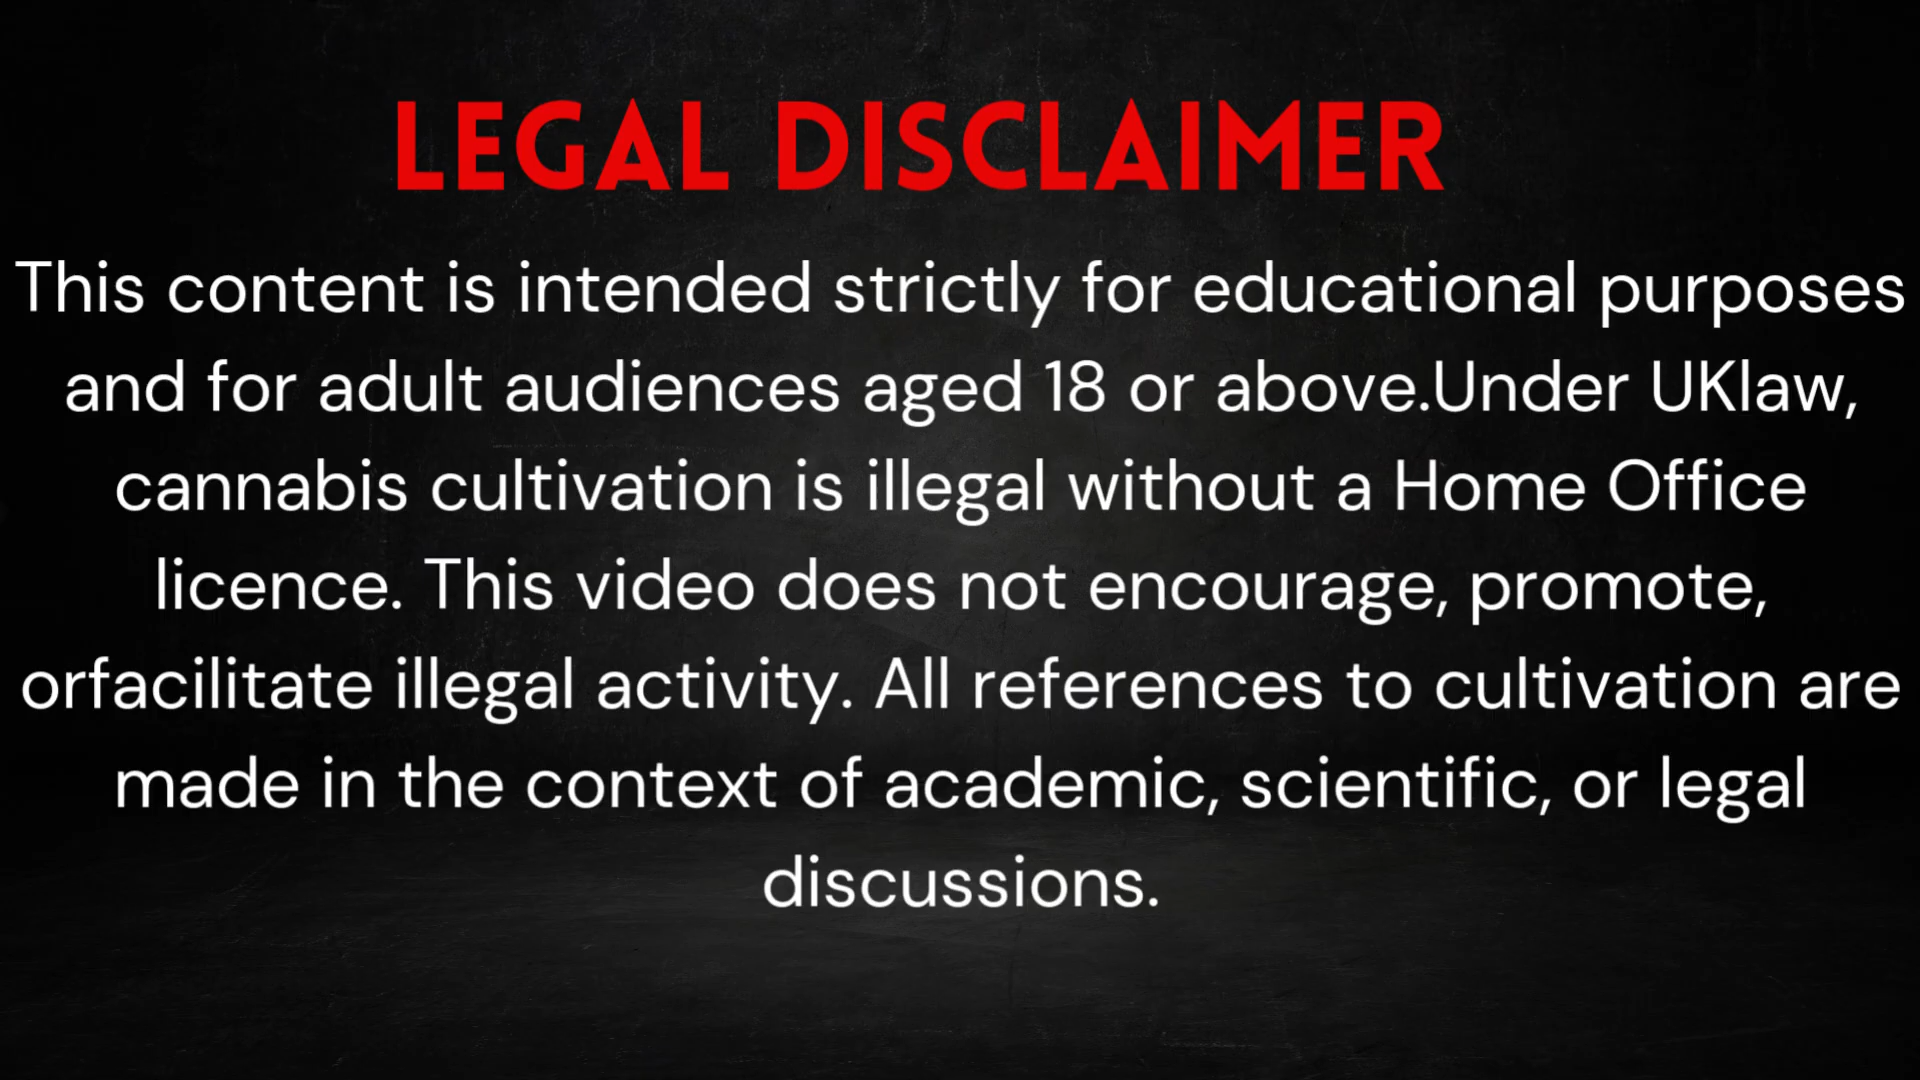 LEGAL DISCLAIMER
This content is intended strictly for educational purposes
and for adult audiences aged 18 or above.Under UKlaw,
cannabis cultivation is illegal without a Home Office
licence. This video does not encourage, promote,
orfacilitate illegal activity. All references to cultivation are
made in the context of academic, scientific, or legal
discussions.